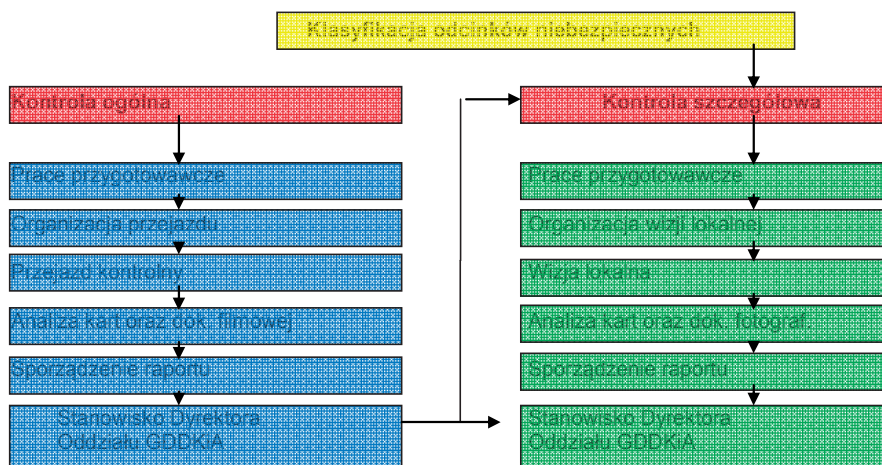 Klasyfikacja odcinków niebezpiecznych
Kontrola ogólna
Prace przygotowawcze
Organizacja przejazdu
Przejazd kontrolny
Analiza kart oraz dok. filmowej
Sporządzenie raportu
Stanowisko Dyrektora
Oddziału GDDKiA
Kontrola szczegółowa
Prace przygotowawcze
Organizacja wizji lokalnej
Wizja lokalna
Analiza kart oraz dok. fotograf.
Sporządzenie raportu
Stanowisko Dyrektora
Oddziału GDDKiA